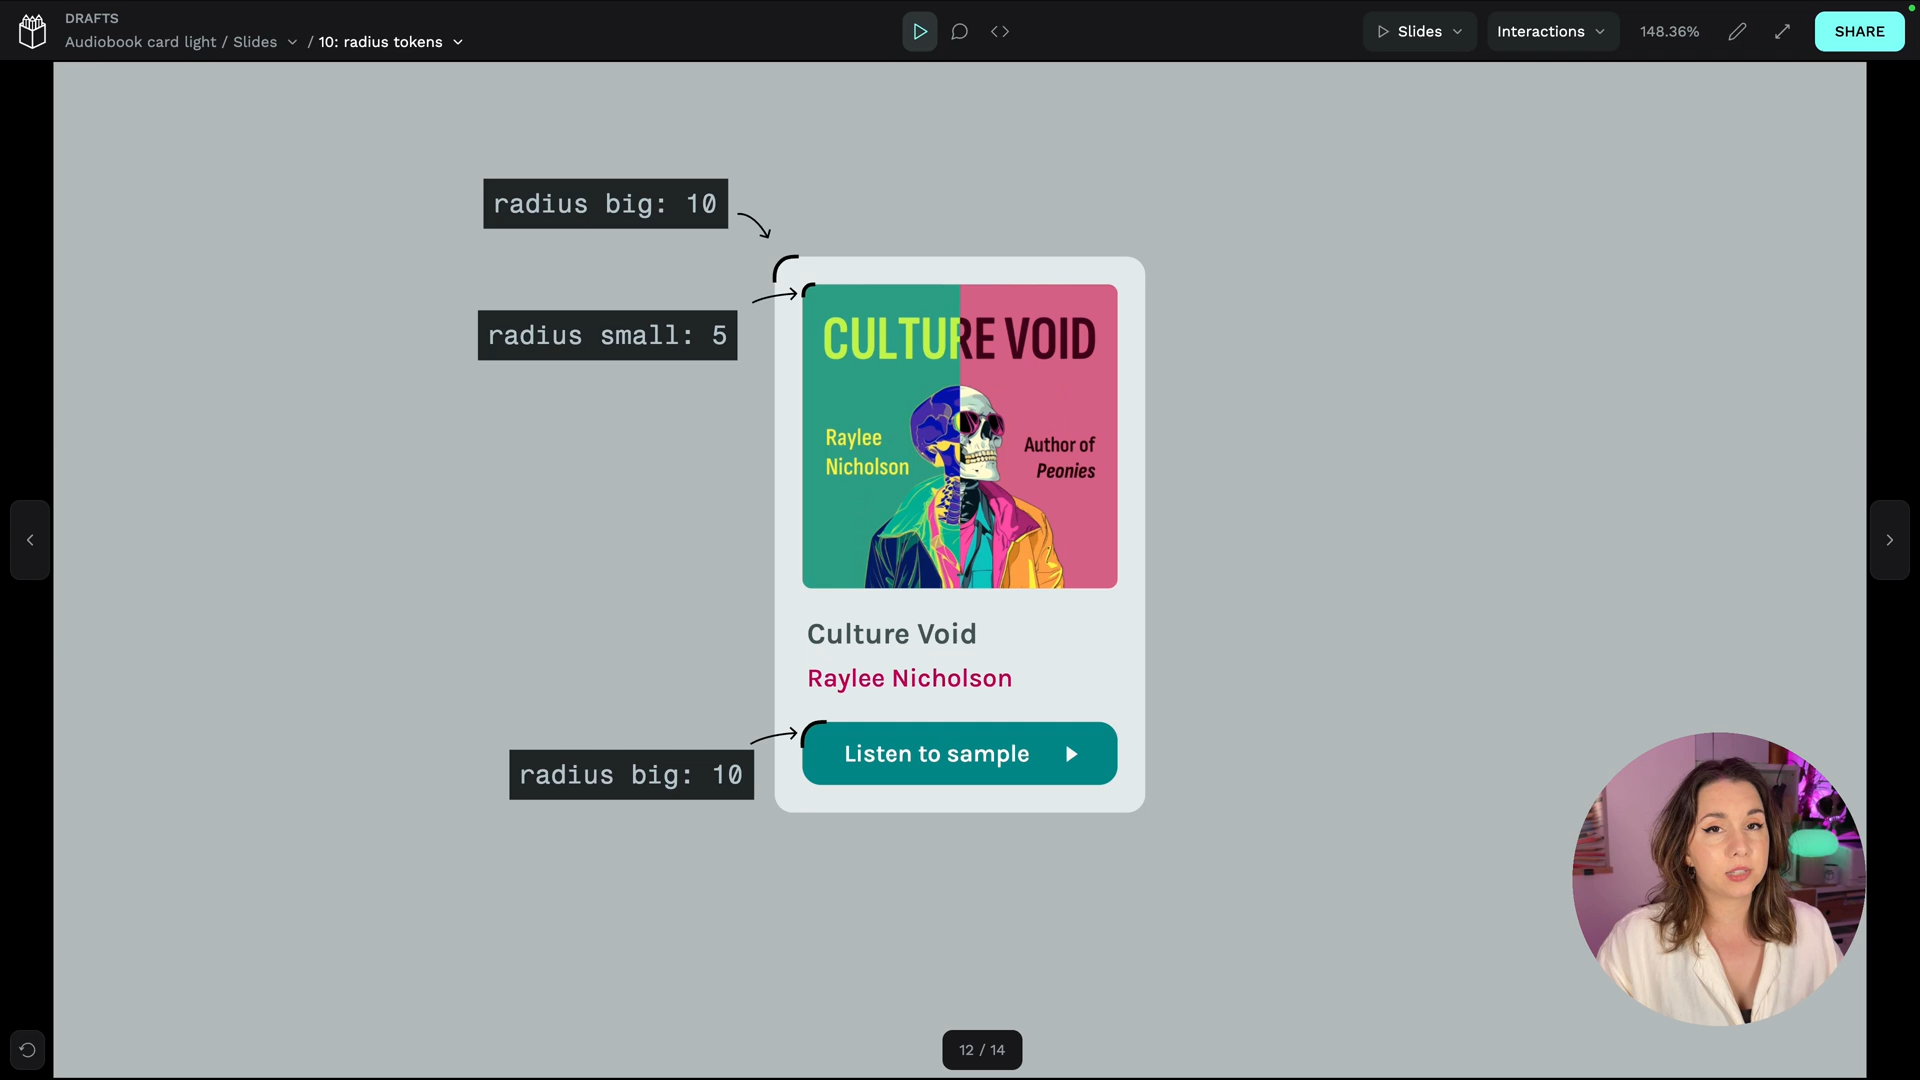 DRAFTS
Audiobook card light / Slides / 10: radius tokens
Slides
Interactions
148.36%
SHARE
radius big: 10
radius small: 5
CULTURE VOID
Raylee
Nicholson
Author of
Peonies
Culture Void
Raylee Nicholson
Listen to sample
radius big: 10
12 / 14